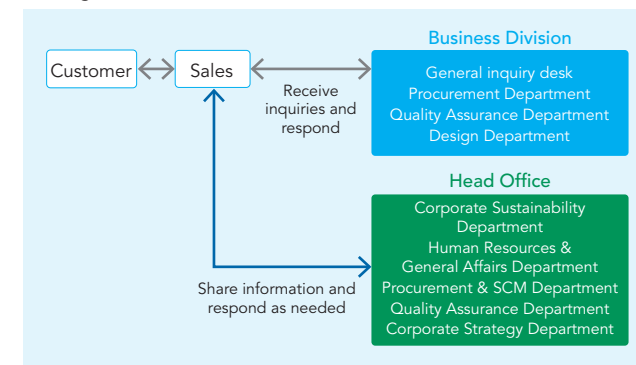 Customer
Sales
Receive
inquiries and
respond
Business Division
General inquiry desk
Procurement Department
Quality Assurance Department
Design Department
Share information and
respond as needed
Head Office
Corporate Sustainability
Department
Human Resources &
General Affairs Department
Procurement & SCM Department
Quality Assurance Department
Corporate Strategy Department